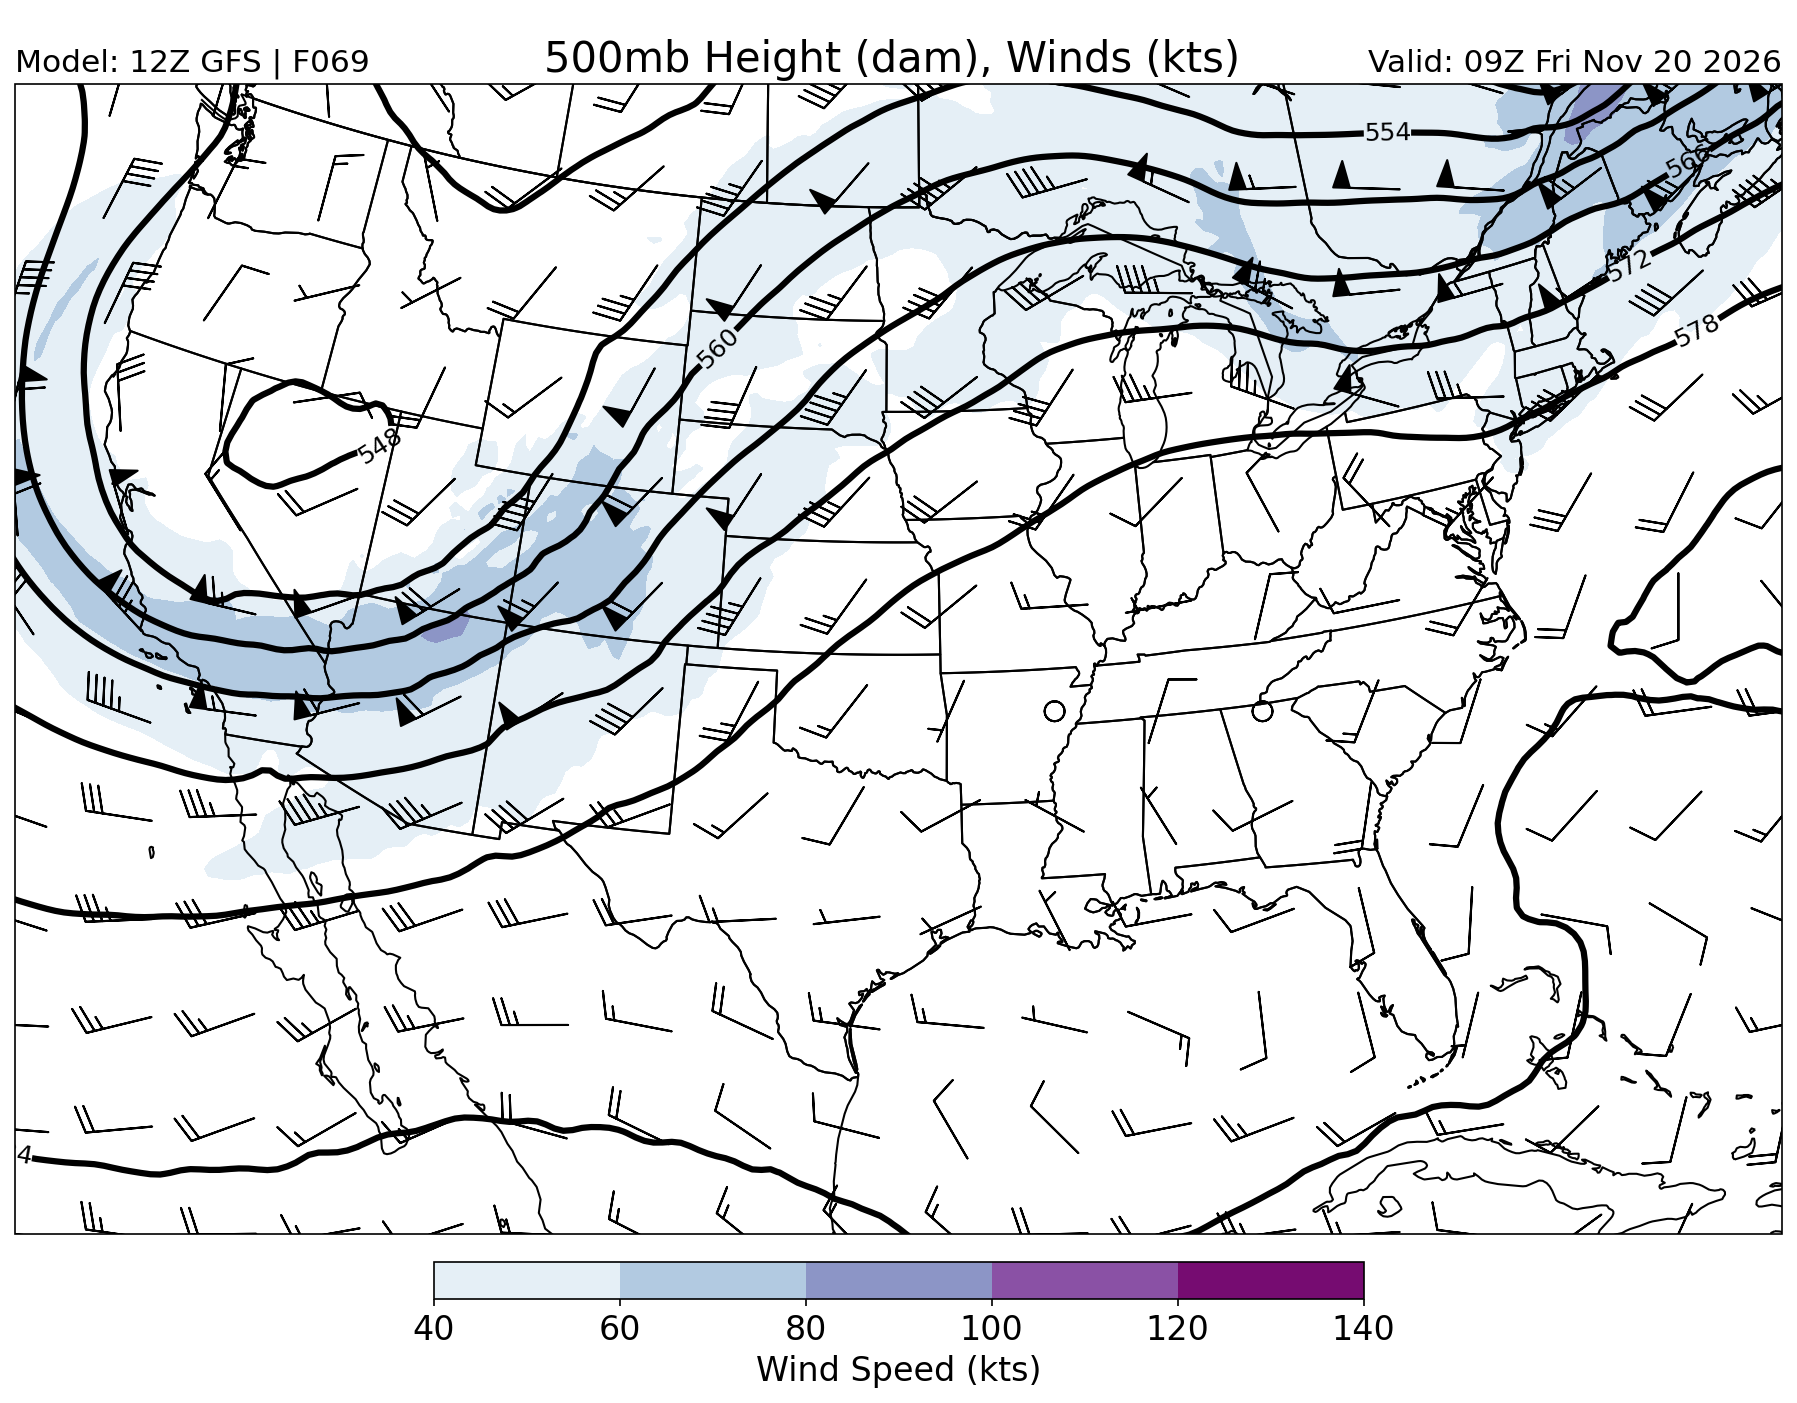 Model: 12Z GFS | F069
500mb Height (dam), Winds (kts)
Valid: 09Z Fri Nov 20 2026
554
566
572
578
560
548
4
40 60 80 100 120 140
Wind Speed (kts)